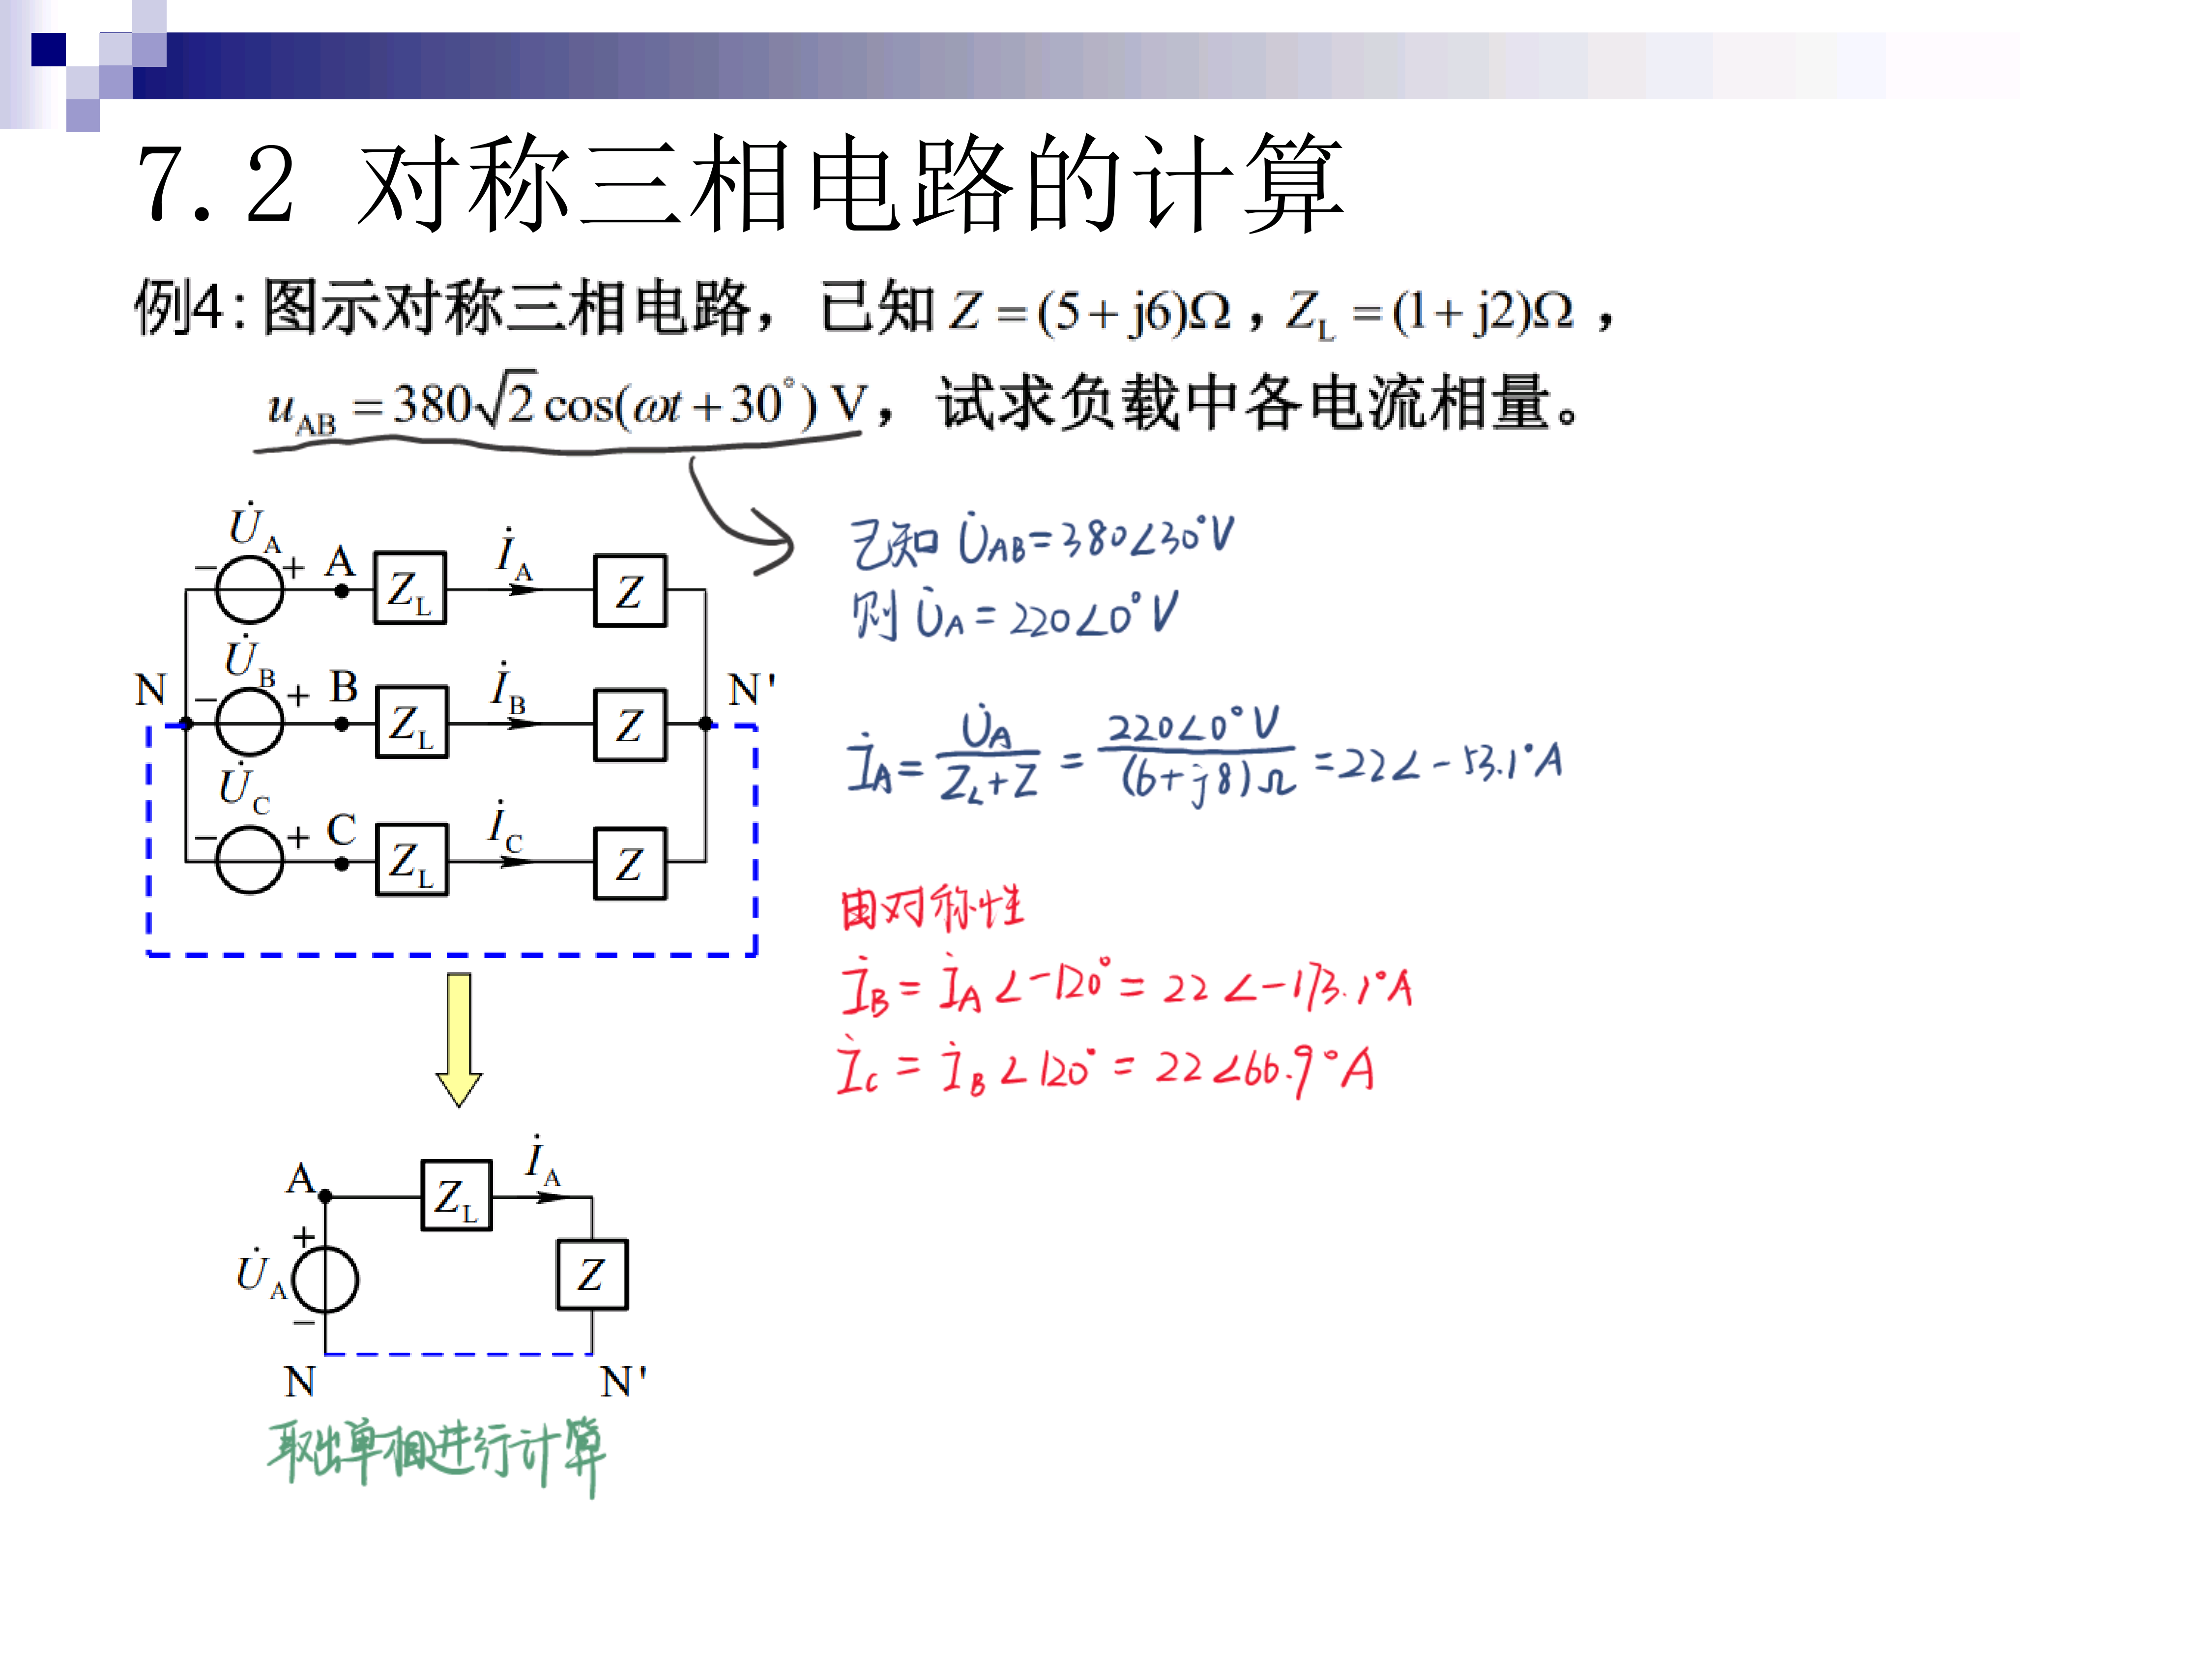 7.2 对称三相电路的计算
例4：图示对称三相电路，已知 Z = (5 + j6)Ω，Z_L = (1 + j2)Ω，
u_AB = 380√2 cos(ωt + 30°) V，试求负载中各电流相量。
U̇_A
− + A Z_L İ_A Z
U̇_B
N − + B Z_L İ_B Z N'
U̇_C
− + C Z_L İ_C Z
已知 U̇_AB = 380∠30°V
则 U̇_A = 220∠0°V
İ_A = U̇_A / (Z_L + Z) = 220∠0°V / (6 + j8)Ω = 22∠-53.1°A
由对称性
İ_B = İ_A∠-120° = 22∠-173.1°A
İ_C = İ_B∠120° = 22∠66.9°A
A Z_L İ_A
+
U̇_A Z
−
N N'
取出单相进行计算